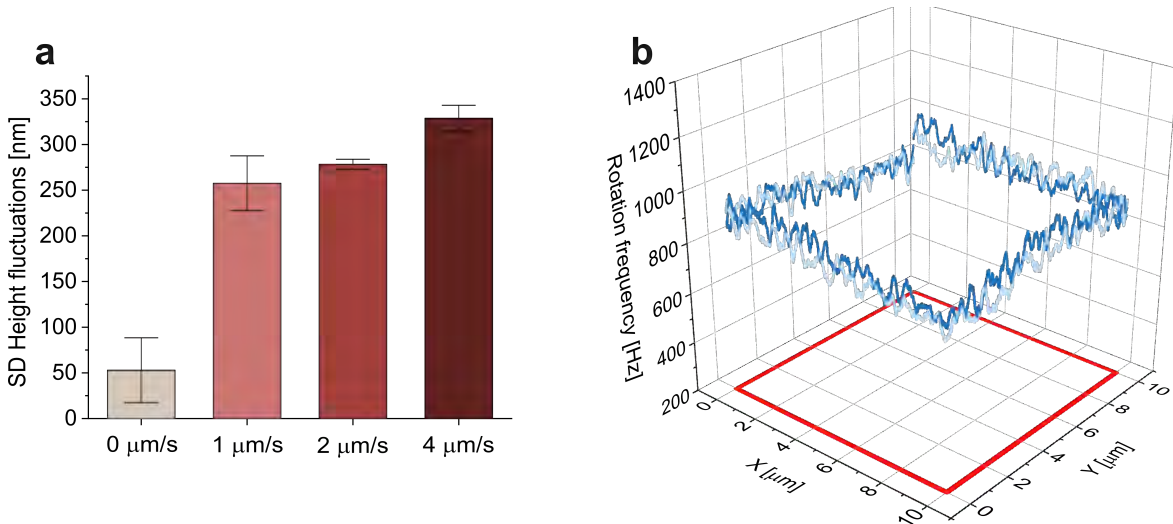 a
SD Height fluctuations [nm]
350
300
250
200
150
100
50
0
0 μm/s
1 μm/s
2 μm/s
4 μm/s
b
Rotation frequency [Hz]
1400
1200
1000
800
600
400
200
0
2
4
6
8
10
X [μm]
0
2
4
6
8
10
Y [μm]